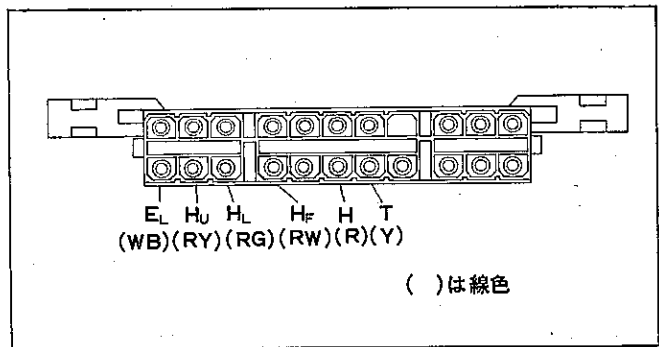 EL HU HL HF H T
(WB)(RY)(RG)(RW)(R)(Y)
( )は線色